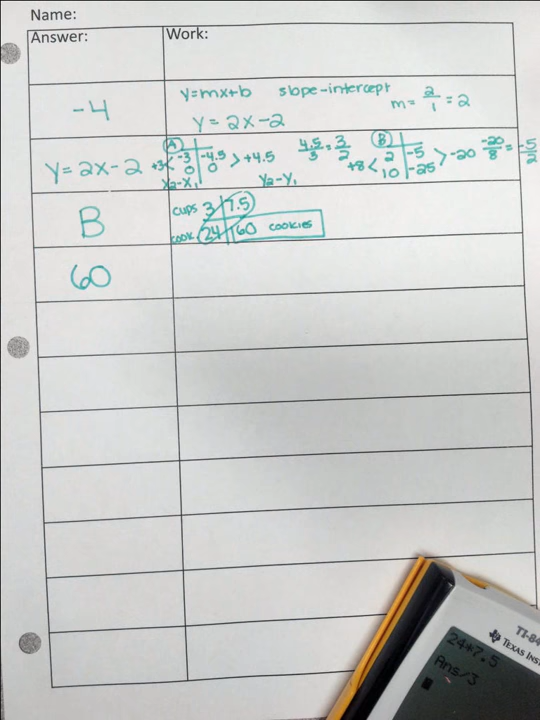 Name:
Answer: Work:
-4 y=mx+b slope-intercept m= 2/1 = 2
y = 2x-2
y = 2x-2 +3< (A) -3 | -4.5 >+4.5 4.5/3 = 3/2 (B) +8< 2 | -5 >-20 -20/8 = -5/2
0 | 0 10 | -25
x2-x1 y2-y1
B cups 3 | 7.5
cook. 24 | 60 cookies
60
TI-84
TEXAS INST
24*7.5
Ans/3